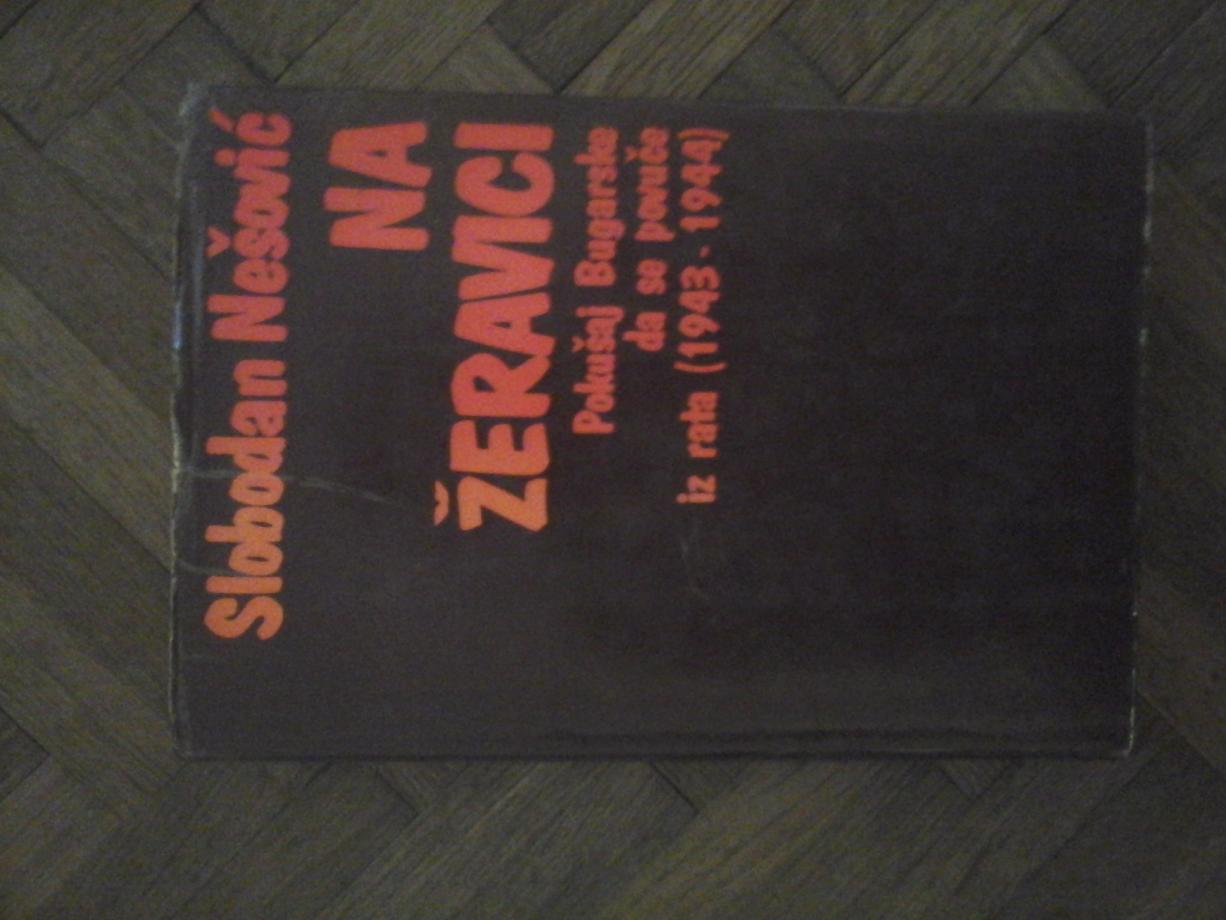 Slobodan Nešović
NA
ŽERAVICI
Pokušaj Bugarske
da se povuče
iz rata (1943-1944)